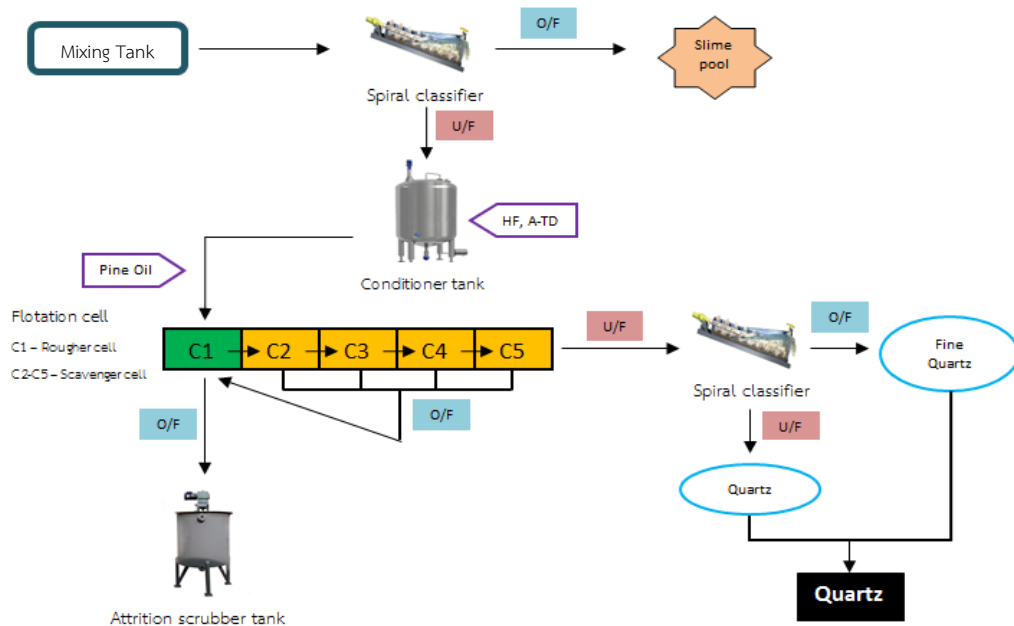 Mixing Tank
O/F
Slime
pool
Spiral classifier
U/F
HF, A-TD
Conditioner tank
Pine Oil
Flotation cell
C1 – Rougher cell
C2-C5 – Scavenger cell
C1
C2
C3
C4
C5
U/F
O/F
Fine
Quartz
Spiral classifier
O/F
O/F
U/F
Quartz
Quartz
Attrition scrubber tank